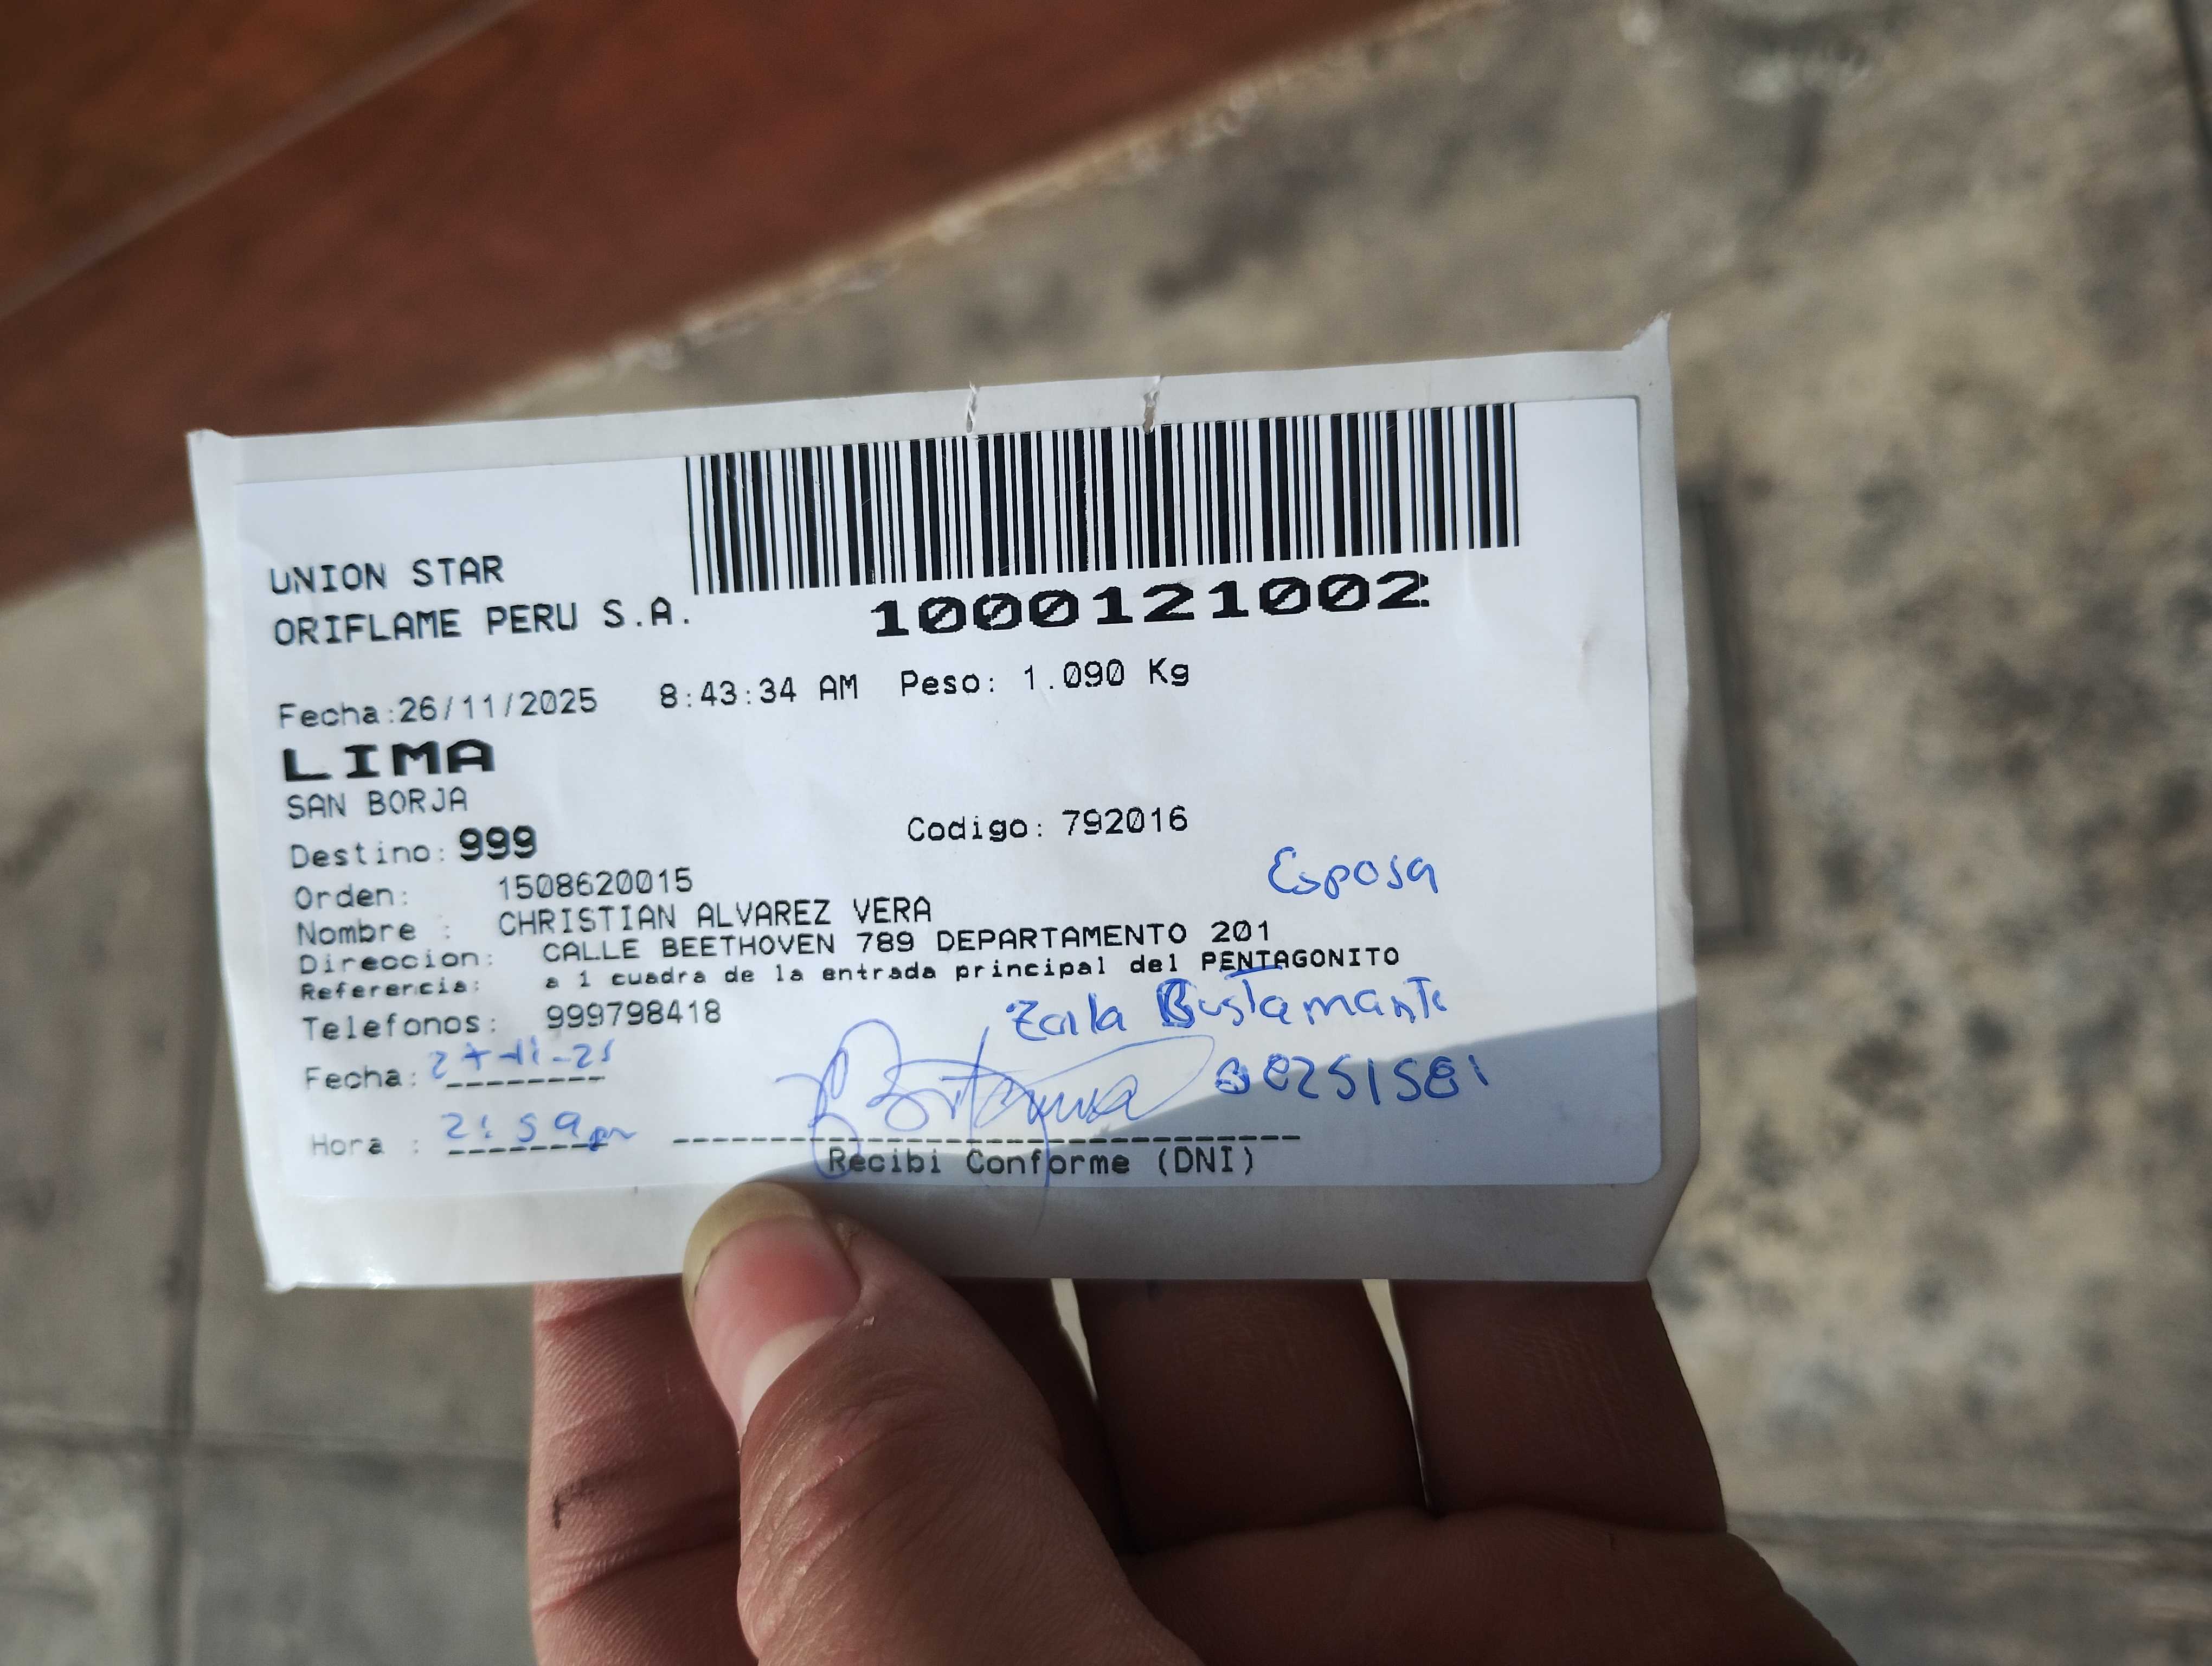 UNION STAR
ORIFLAME PERU S.A.
1000121002
Fecha:26/11/2025 8:43:34 AM Peso: 1.090 Kg
LIMA
SAN BORJA
Destino: 999 Codigo: 792016
Esposa
Orden: 1508620015
Nombre : CHRISTIAN ALVAREZ VERA
Direccion: CALLE BEETHOVEN 789 DEPARTAMENTO 201
Referencia: a 1 cuadra de la entrada principal del PENTAGONITO
Telefonos: 999798418
Bustamante
Fecha: 27-11-25
Hora : 2:59pm
Recibi Conforme (DNI)